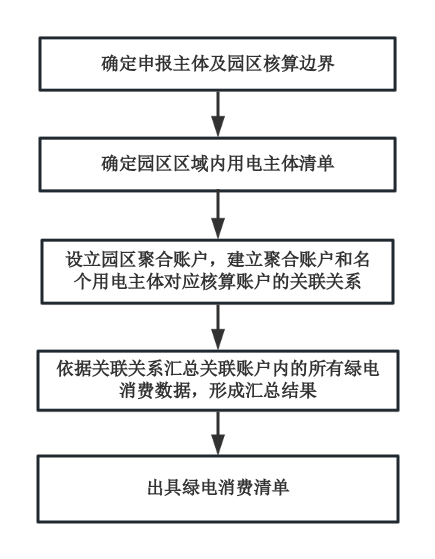 确定申报主体及园区核算边界
确定园区区域内用电主体清单
设立园区聚合账户，建立聚合账户和名
个用电主体对应核算账户的关联关系
依据关联关系汇总关联账户内的所有绿电
消费数据，形成汇总结果
出具绿电消费清单